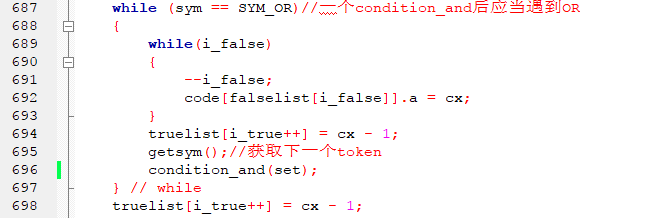 687 while (sym == SYM_OR)//一个condition_and后应当遇到OR
688 {
689 while(i_false)
690 {
691 --i_false;
692 code[falselist[i_false]].a = cx;
693 }
694 truelist[i_true++] = cx - 1;
695 getsym();//获取下一个token
696 condition_and(set);
697 } // while
698 truelist[i_true++] = cx - 1;